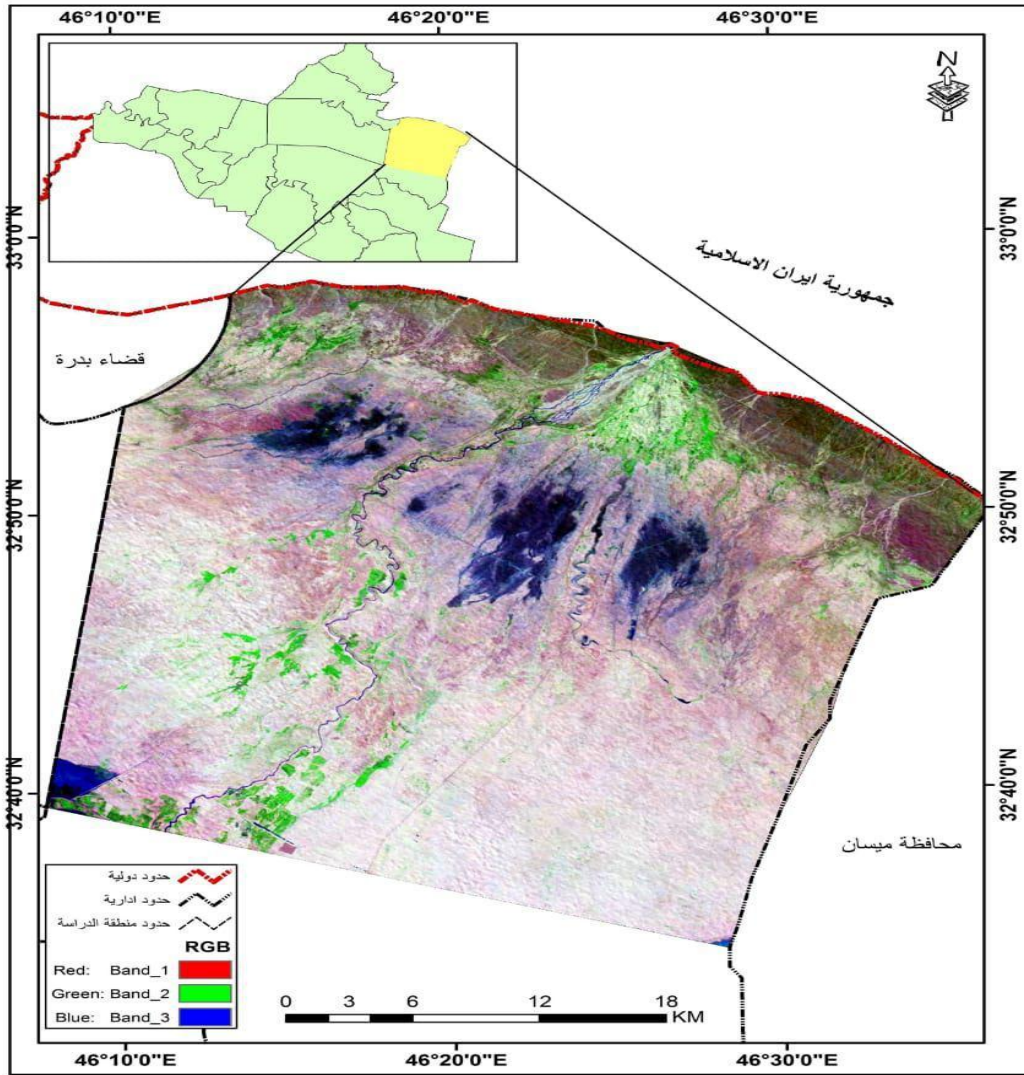 46°10'0"E 46°20'0"E 46°30'0"E
N
33°0'0"N
33°0'0"N
جمهورية ايران الاسلامية
قضاء بدرة
32°50'0"N
32°50'0"N
32°40'0"N
32°40'0"N
محافظة ميسان
حدود دولية
حدود ادارية
حدود منطقة الدراسة
RGB
Red: Band_1
Green: Band_2
Blue: Band_3
0 3 6 12 18
KM
46°10'0"E 46°20'0"E 46°30'0"E